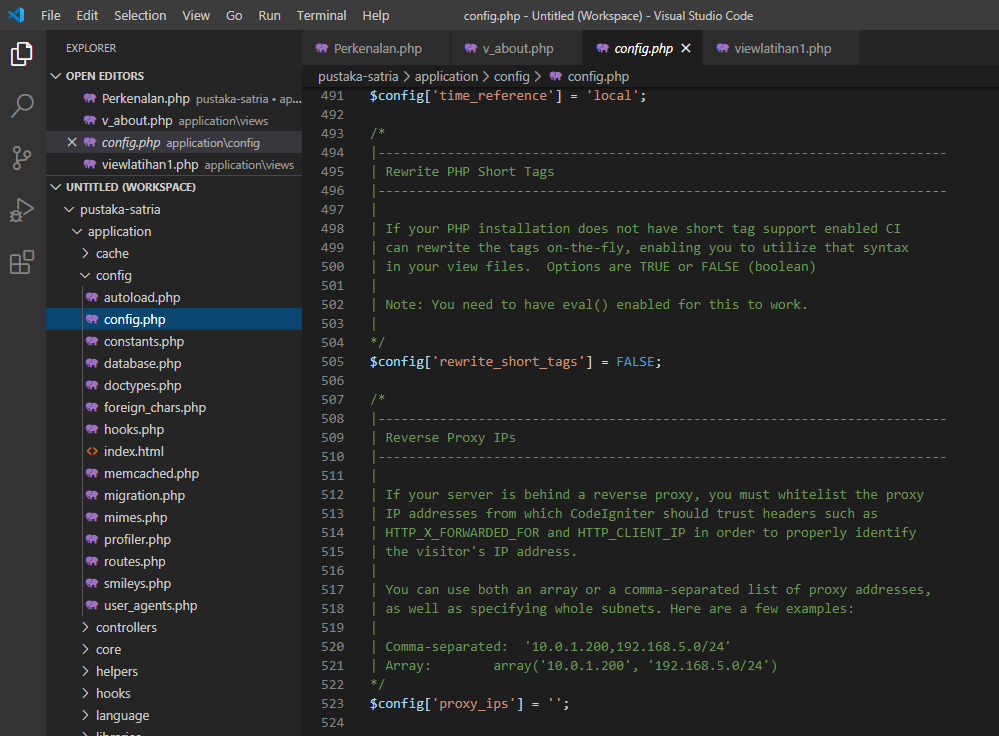 File Edit Selection View Go Run Terminal Help config.php - Untitled (Workspace) - Visual Studio Code
EXPLORER
OPEN EDITORS
Perkenalan.php pustaka-satria • ap...
v_about.php application\views
config.php application\config
viewlatihan1.php application\views
UNTITLED (WORKSPACE)
pustaka-satria
application
cache
config
autoload.php
config.php
constants.php
database.php
doctypes.php
foreign_chars.php
hooks.php
index.html
memcached.php
migration.php
mimes.php
profiler.php
routes.php
smileys.php
user_agents.php
controllers
core
helpers
hooks
language
libraries
Perkenalan.php v_about.php config.php viewlatihan1.php
pustaka-satria > application > config > config.php
491 $config['time_reference'] = 'local';
492
493 /*
494 |--------------------------------------------------------------------------
495 | Rewrite PHP Short Tags
496 |--------------------------------------------------------------------------
497 |
498 | If your PHP installation does not have short tag support enabled CI
499 | can rewrite the tags on-the-fly, enabling you to utilize that syntax
500 | in your view files.  Options are TRUE or FALSE (boolean)
501 |
502 | Note: You need to have eval() enabled for this to work.
503 |
504 */
505 $config['rewrite_short_tags'] = FALSE;
506
507 /*
508 |--------------------------------------------------------------------------
509 | Reverse Proxy IPs
510 |--------------------------------------------------------------------------
511 |
512 | If your server is behind a reverse proxy, you must whitelist the proxy
513 | IP addresses from which CodeIgniter should trust headers such as
514 | HTTP_X_FORWARDED_FOR and HTTP_CLIENT_IP in order to properly identify
515 | the visitor's IP address.
516 |
517 | You can use both an array or a comma-separated list of proxy addresses,
518 | as well as specifying whole subnets. Here are a few examples:
519 |
520 | Comma-separated:  '10.0.1.200,192.168.5.0/24'
521 | Array:        array('10.0.1.200', '192.168.5.0/24')
522 */
523 $config['proxy_ips'] = '';
524